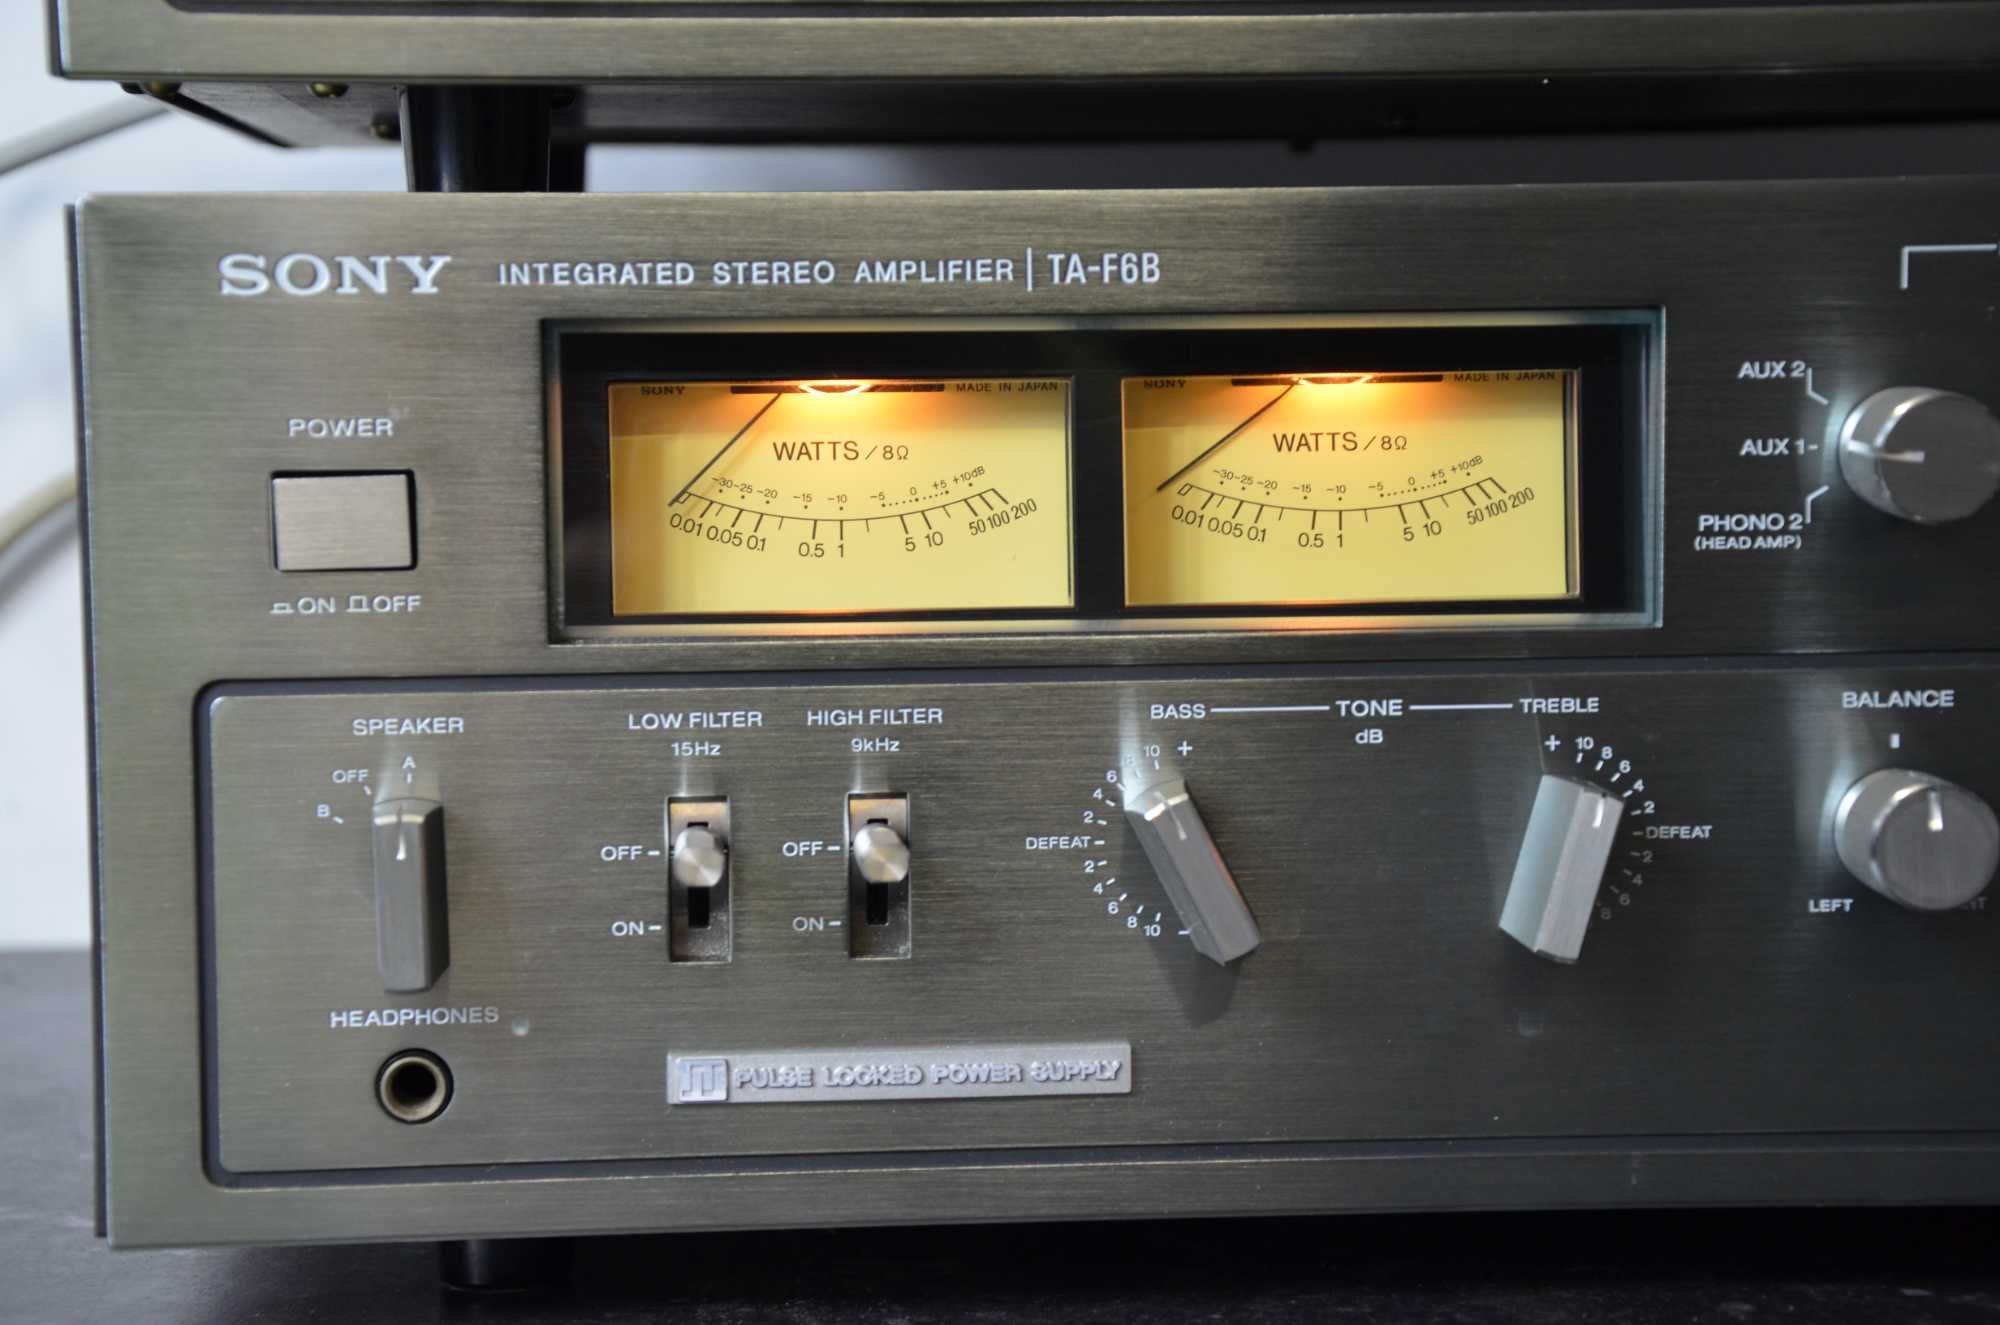 SONY INTEGRATED STEREO AMPLIFIER | TA-F6B
SONY MADE IN JAPAN
WATTS / 8Ω
-30 -25 -20 -15 -10 -5 0 +5 +10dB
0.01 0.05 0.1 0.5 1 5 10 50 100 200
SONY MADE IN JAPAN
WATTS / 8Ω
-30 -25 -20 -15 -10 -5 0 +5 +10dB
0.01 0.05 0.1 0.5 1 5 10 50 100 200
AUX 2
AUX 1
PHONO 2
(HEAD AMP)
POWER
ON OFF
SPEAKER
A
OFF
B
HEADPHONES
LOW FILTER
15Hz
OFF
ON
HIGH FILTER
9kHz
OFF
ON
BASS TONE TREBLE
dB
10 +
8
6
4
2
DEFEAT
2
4
6
8
10 -
+ 10
8
6
4
2
DEFEAT
2
4
6
8
BALANCE
LEFT
PULSE LOCKED POWER SUPPLY